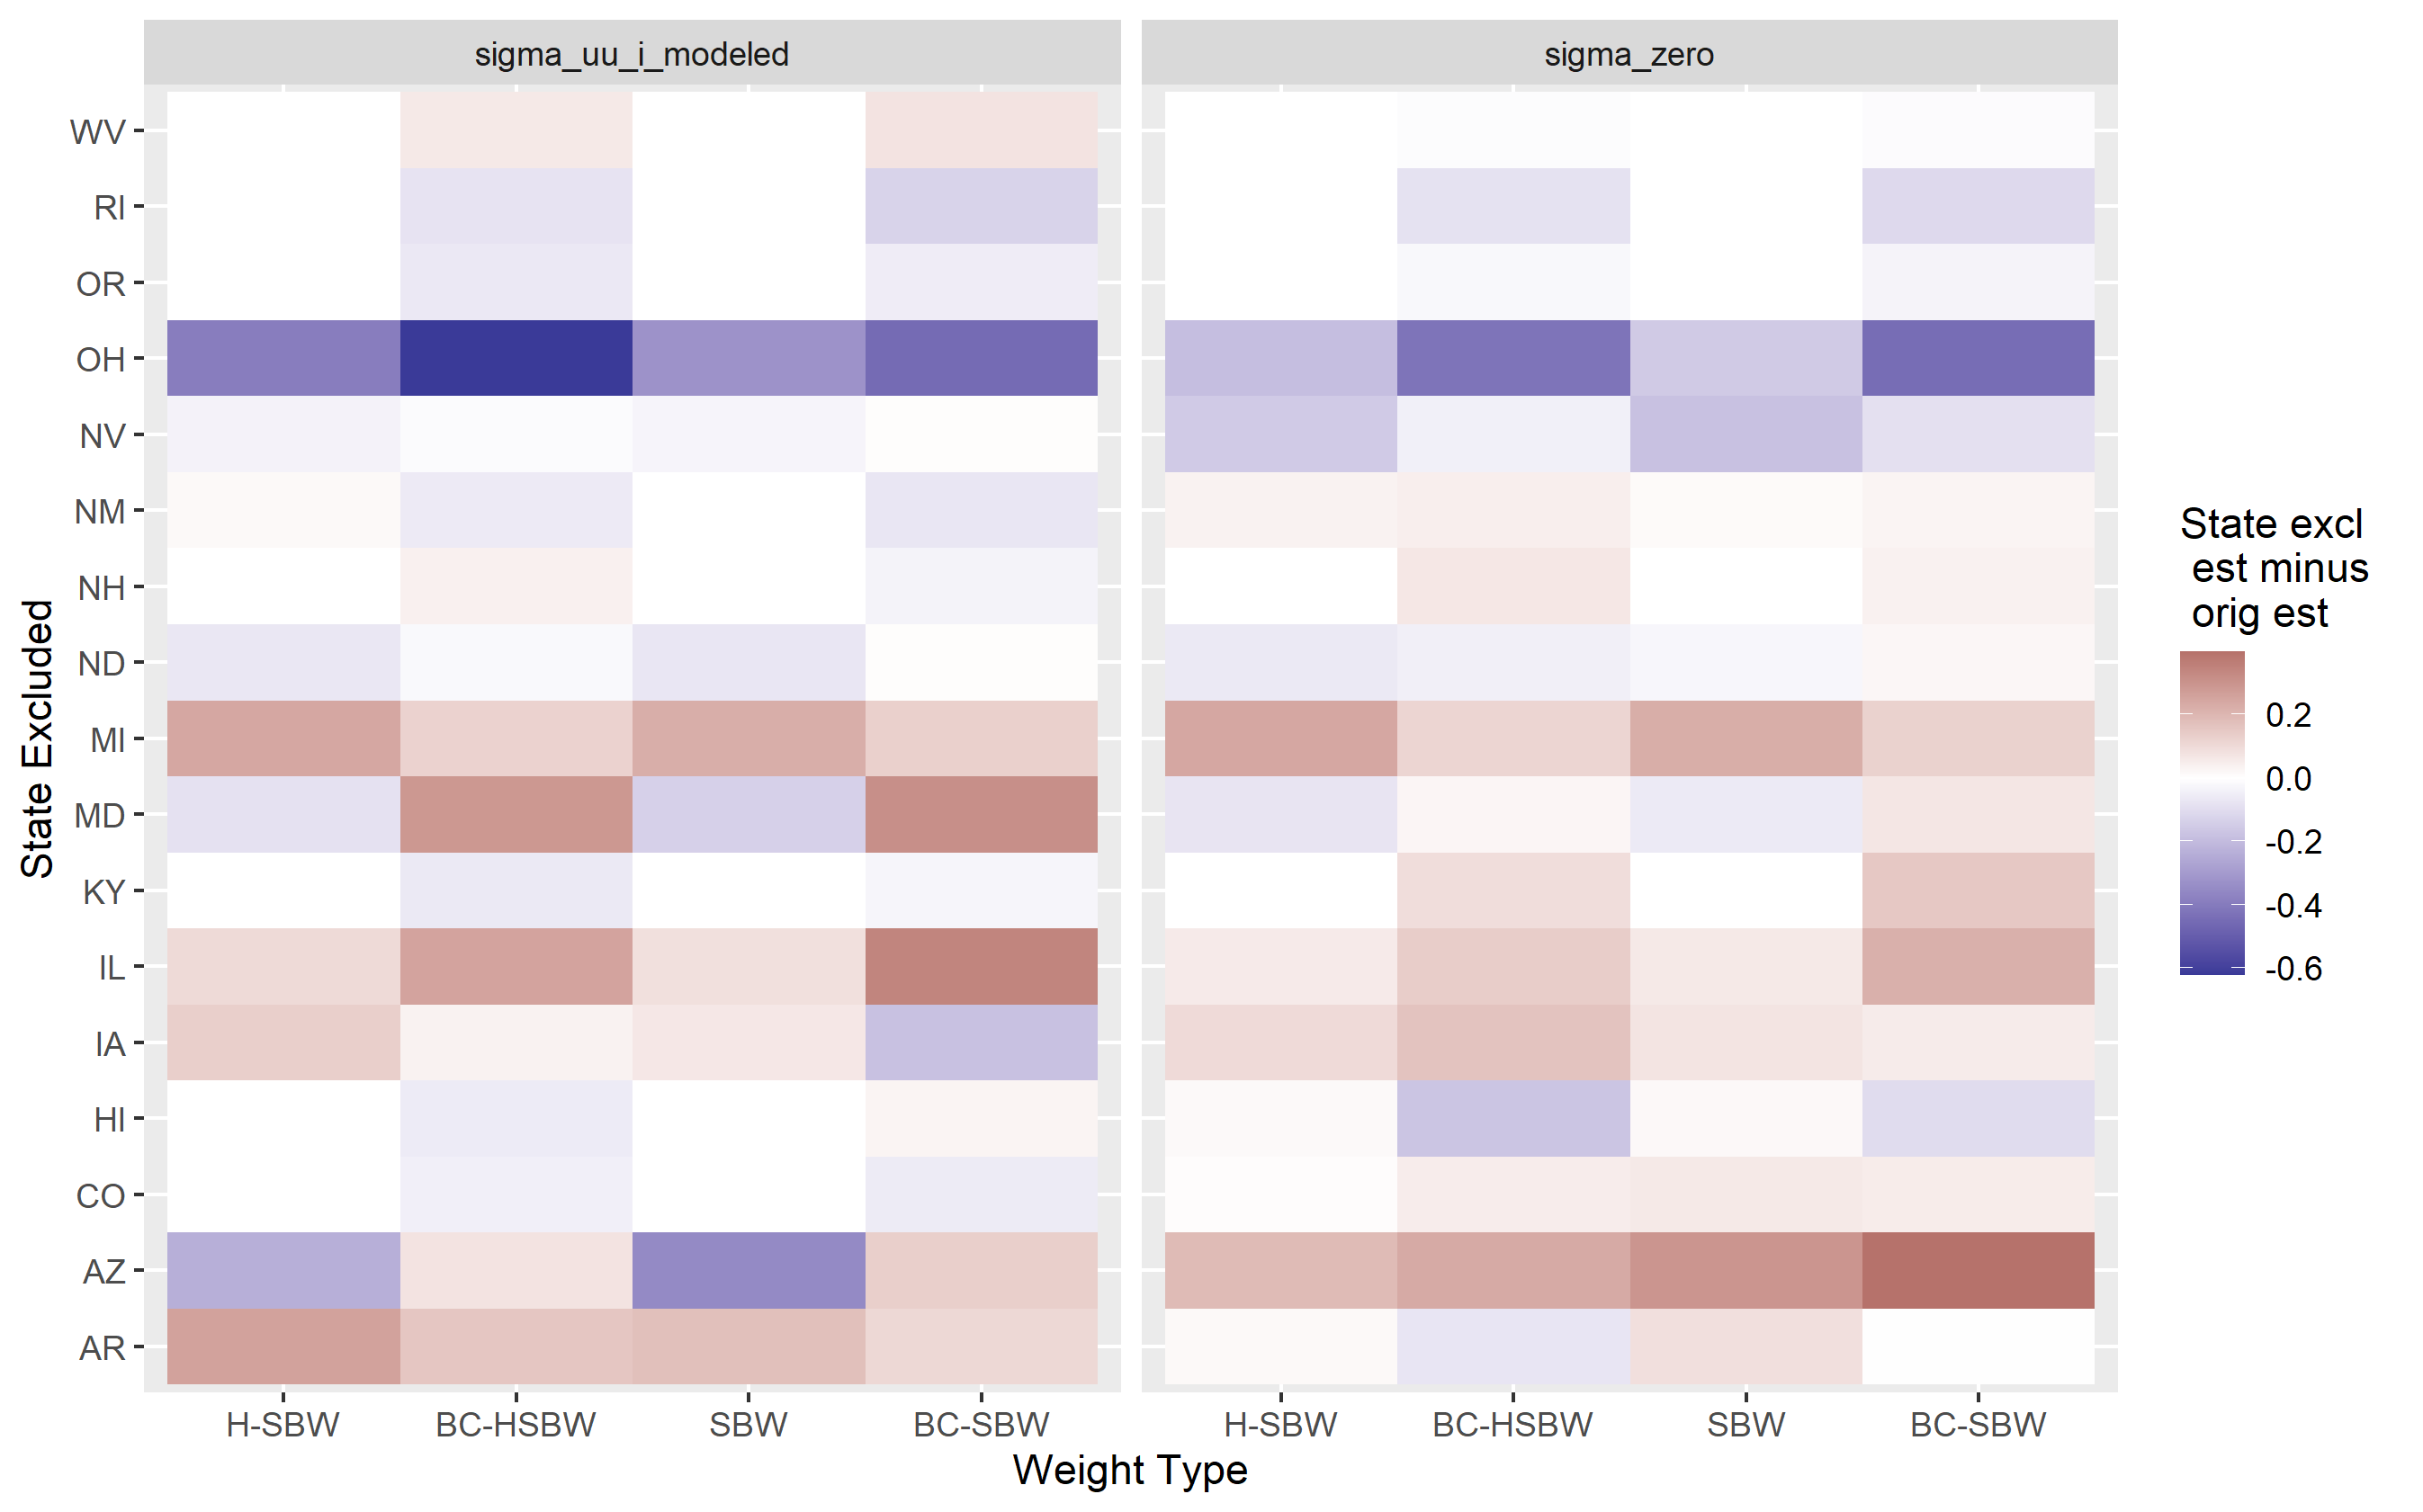 sigma_uu_i_modeled
sigma_zero
WV
RI
OR
OH
NV
NM
NH
ND
MI
MD
KY
IL
IA
HI
CO
AZ
AR
State Excluded
H-SBW
BC-HSBW
SBW
BC-SBW
H-SBW
BC-HSBW
SBW
BC-SBW
Weight Type
State excl
est minus
orig est
0.2
0.0
-0.2
-0.4
-0.6